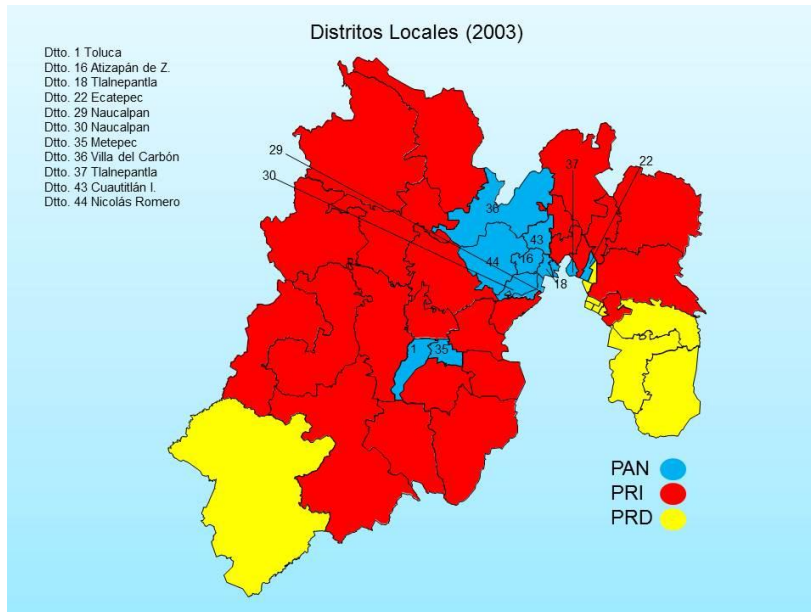 Distritos Locales (2003)
Dtto. 1 Toluca
Dtto. 16 Atizapán de Z.
Dtto. 18 Tlalnepantla
Dtto. 22 Ecatepec
Dtto. 29 Naucalpan
Dtto. 30 Naucalpan
Dtto. 35 Metepec
Dtto. 36 Villa del Carbón
Dtto. 37 Tlalnepantla
Dtto. 43 Cuautitlán I.
Dtto. 44 Nicolás Romero
29
30
37
22
36
43
44
16
18
1
35
PAN
PRI
PRD